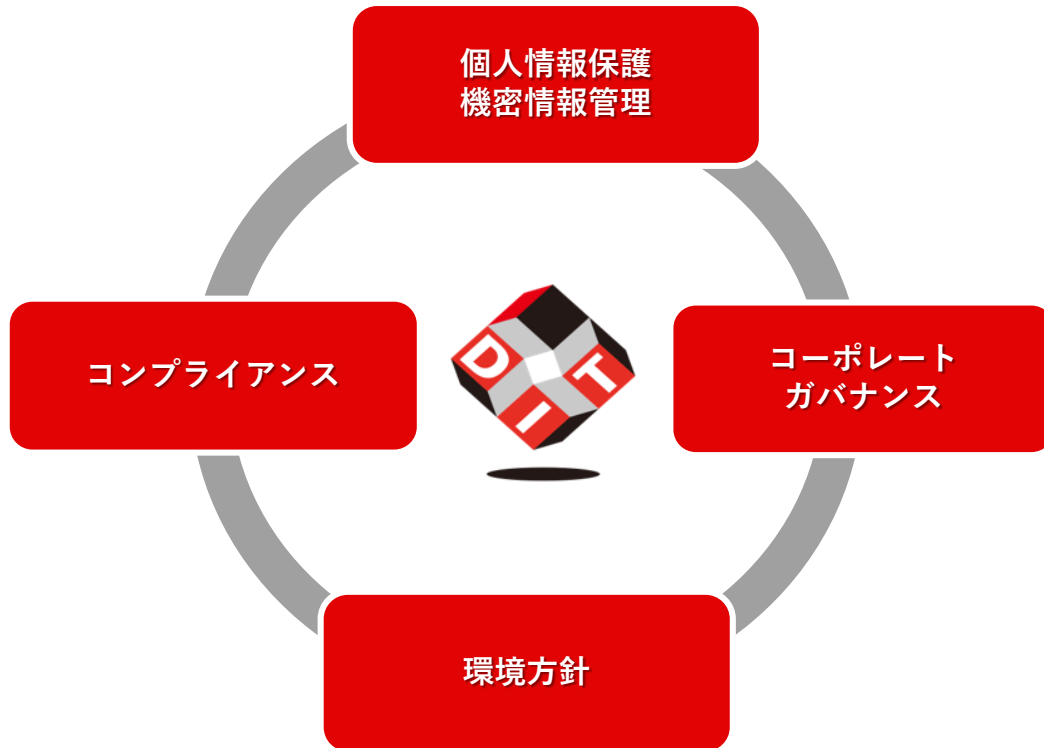 個人情報保護
機密情報管理
コンプライアンス
DIT
コーポレート
ガバナンス
環境方針